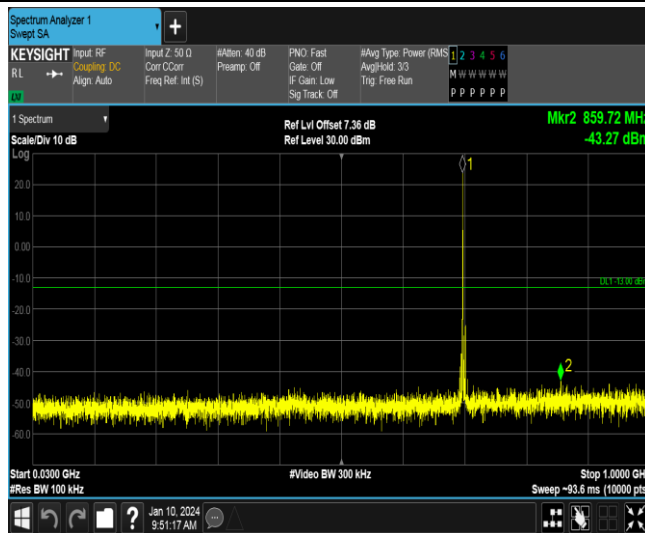 Spectrum Analyzer 1
Swept SA
+
KEYSIGHT Input: RF Input Z: 50 Ω #Atten: 40 dB PNO: Fast #Avg Type: Power (RMS 1 2 3 4 5 6
RL Coupling: DC Corr CCorr Preamp: Off Gate: Off Avg|Hold: 3/3 M W W W W W
Align: Auto Freq Ref: Int (S) IF Gain: Low Trig: Free Run
Sig Track: Off P P P P P P
1 Spectrum Ref Lvl Offset 7.36 dB Mkr2 859.72 MHz
Scale/Div 10 dB Ref Level 30.00 dBm -43.27 dBm
Log
1
20.0
10.0
0.00
-10.0 DL1 -13.00 dBm
-20.0
-30.0
-40.0 2
-50.0
-60.0
Start 0.0300 GHz #Video BW 300 kHz Stop 1.0000 GH
#Res BW 100 kHz Sweep ~93.6 ms (10000 pts
? Jan 10, 2024
9:51:17 AM